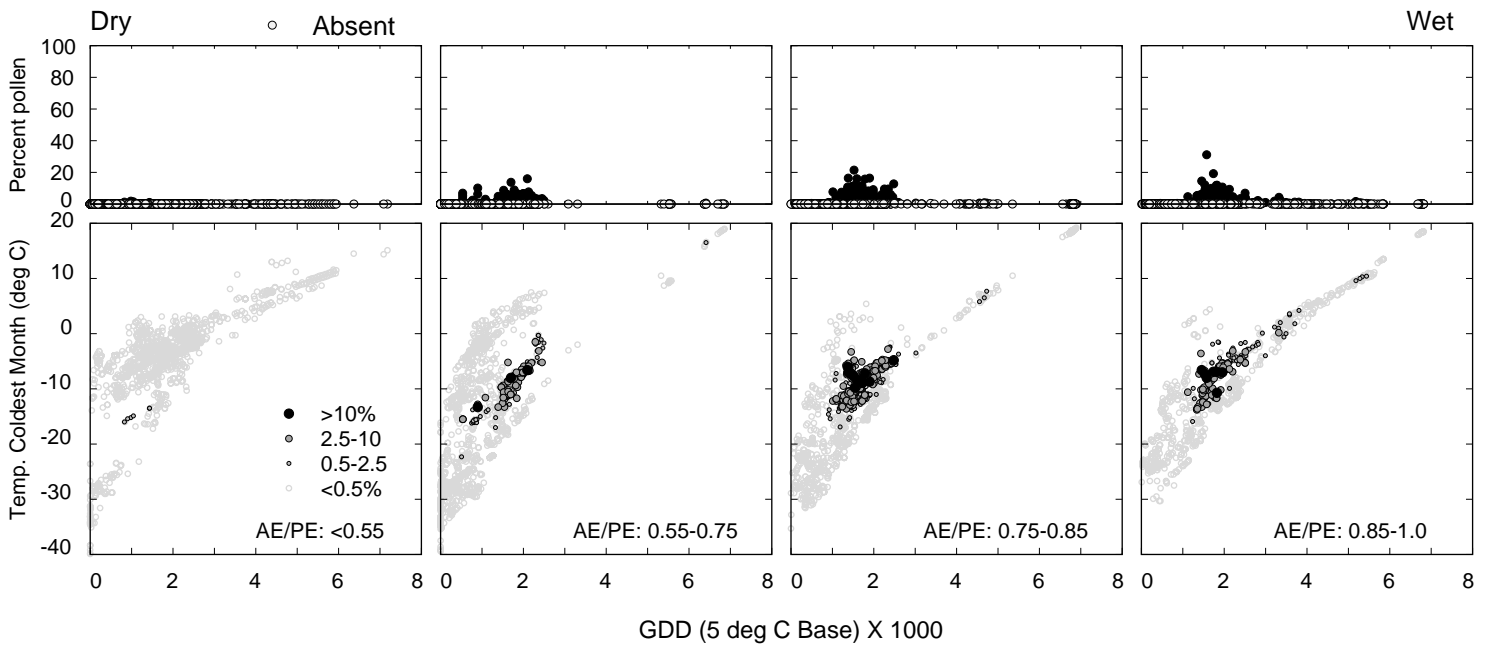 Dry Absent Wet
Percent pollen
100
80
60
40
20
0
Temp. Coldest Month (deg C)
20
10
0
-10
-20
-30
-40
>10%
2.5-10
0.5-2.5
<0.5%
AE/PE: <0.55 AE/PE: 0.55-0.75 AE/PE: 0.75-0.85 AE/PE: 0.85-1.0
0 2 4 6 8 0 2 4 6 8 0 2 4 6 8 0 2 4 6 8
GDD (5 deg C Base) X 1000